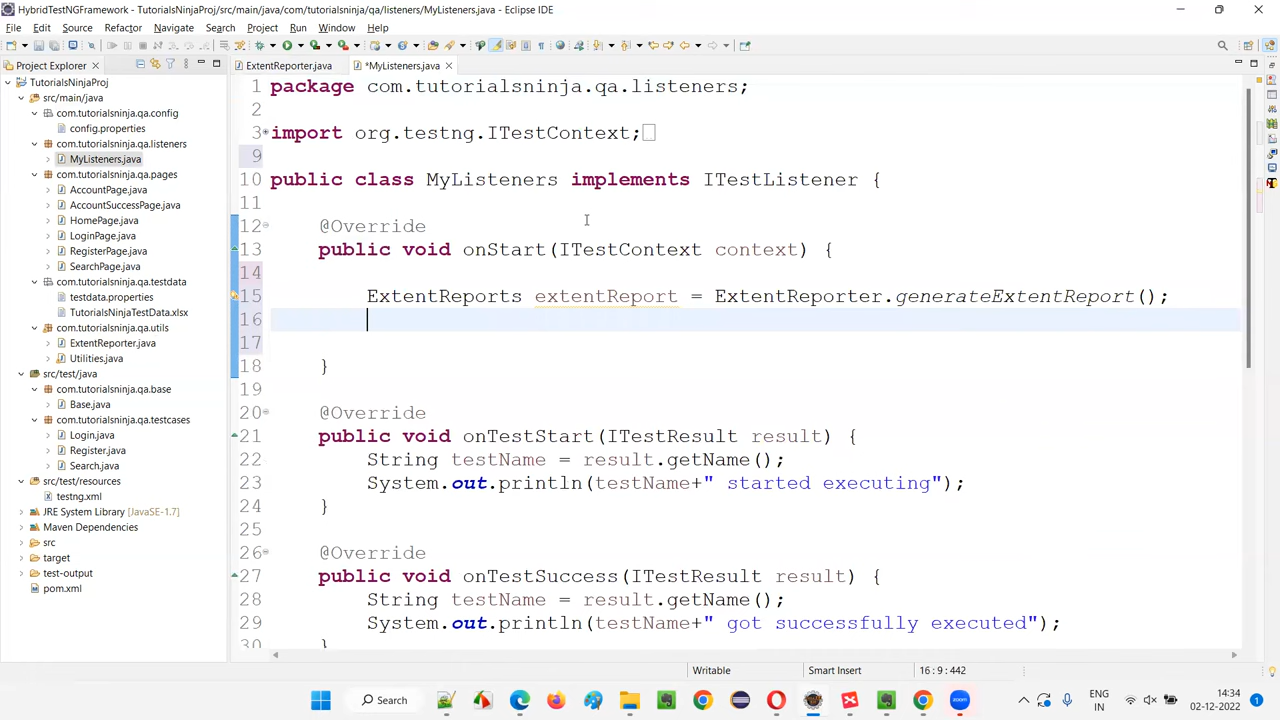 HybridTestNGFramework - TutorialsNinjaProj/src/main/java/com/tutorialsninja/qa/listeners/MyListeners.java - Eclipse IDE
File Edit Source Refactor Navigate Search Project Run Window Help
Project Explorer
ExtentReporter.java
*MyListeners.java
TutorialsNinjaProj
src/main/java
com.tutorialsninja.qa.config
config.properties
com.tutorialsninja.qa.listeners
MyListeners.java
com.tutorialsninja.qa.pages
AccountPage.java
AccountSuccessPage.java
HomePage.java
LoginPage.java
RegisterPage.java
SearchPage.java
com.tutorialsninja.qa.testdata
testdata.properties
TutorialsNinjaTestData.xlsx
com.tutorialsninja.qa.utils
ExtentReporter.java
Utilities.java
src/test/java
com.tutorialsninja.qa.base
Base.java
com.tutorialsninja.qa.testcases
Login.java
Register.java
Search.java
src/test/resources
testng.xml
JRE System Library [JavaSE-1.7]
Maven Dependencies
src
target
test-output
pom.xml
1 package com.tutorialsninja.qa.listeners;
2
3 import org.testng.ITestContext;
9
10 public class MyListeners implements ITestListener {
11
12 @Override
13 public void onStart(ITestContext context) {
14
15 ExtentReports extentReport = ExtentReporter.generateExtentReport();
16
17
18 }
19
20 @Override
21 public void onTestStart(ITestResult result) {
22 String testName = result.getName();
23 System.out.println(testName+" started executing");
24 }
25
26 @Override
27 public void onTestSuccess(ITestResult result) {
28 String testName = result.getName();
29 System.out.println(testName+" got successfully executed");
30 }
Writable Smart Insert 16 : 9 : 442
Search
ENG
IN
14:34
02-12-2022
1